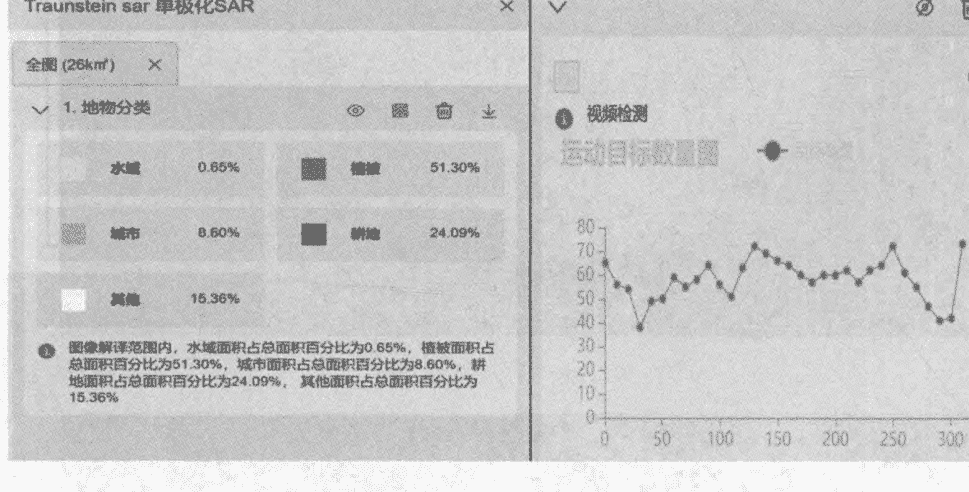 Traunstein sar 单极化SAR
全图 (26km²)
1. 地物分类
水域 0.65% 植被 51.30%
城市 8.60% 耕地 24.09%
其他 15.36%
图像解译范围内，水域面积占总面积百分比为0.65%，植被面积占
总面积百分比为51.30%，城市面积占总面积百分比为8.60%，耕
地面积占总面积百分比为24.09%， 其他面积占总面积百分比为
15.36%
视频检测
运动目标数量图
80
70
60
50
40
30
20
10
0
0 50 100 150 200 250 300